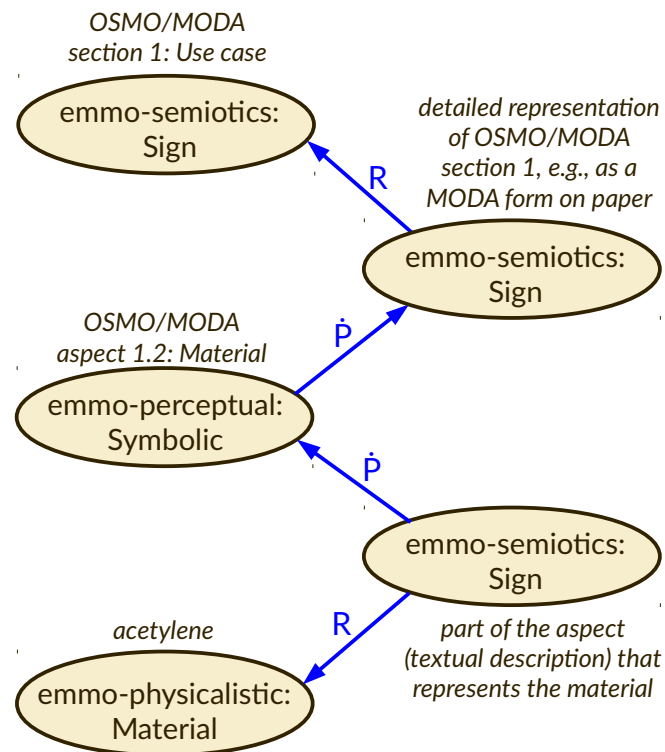 OSMO/MODA
section 1: Use case
emmo-semiotics:
Sign
detailed representation
of OSMO/MODA
section 1, e.g., as a
MODA form on paper
R
emmo-semiotics:
Sign
OSMO/MODA
aspect 1.2: Material
Ṗ
emmo-perceptual:
Symbolic
Ṗ
emmo-semiotics:
Sign
acetylene
R
part of the aspect
(textual description) that
represents the material
emmo-physicalistic:
Material